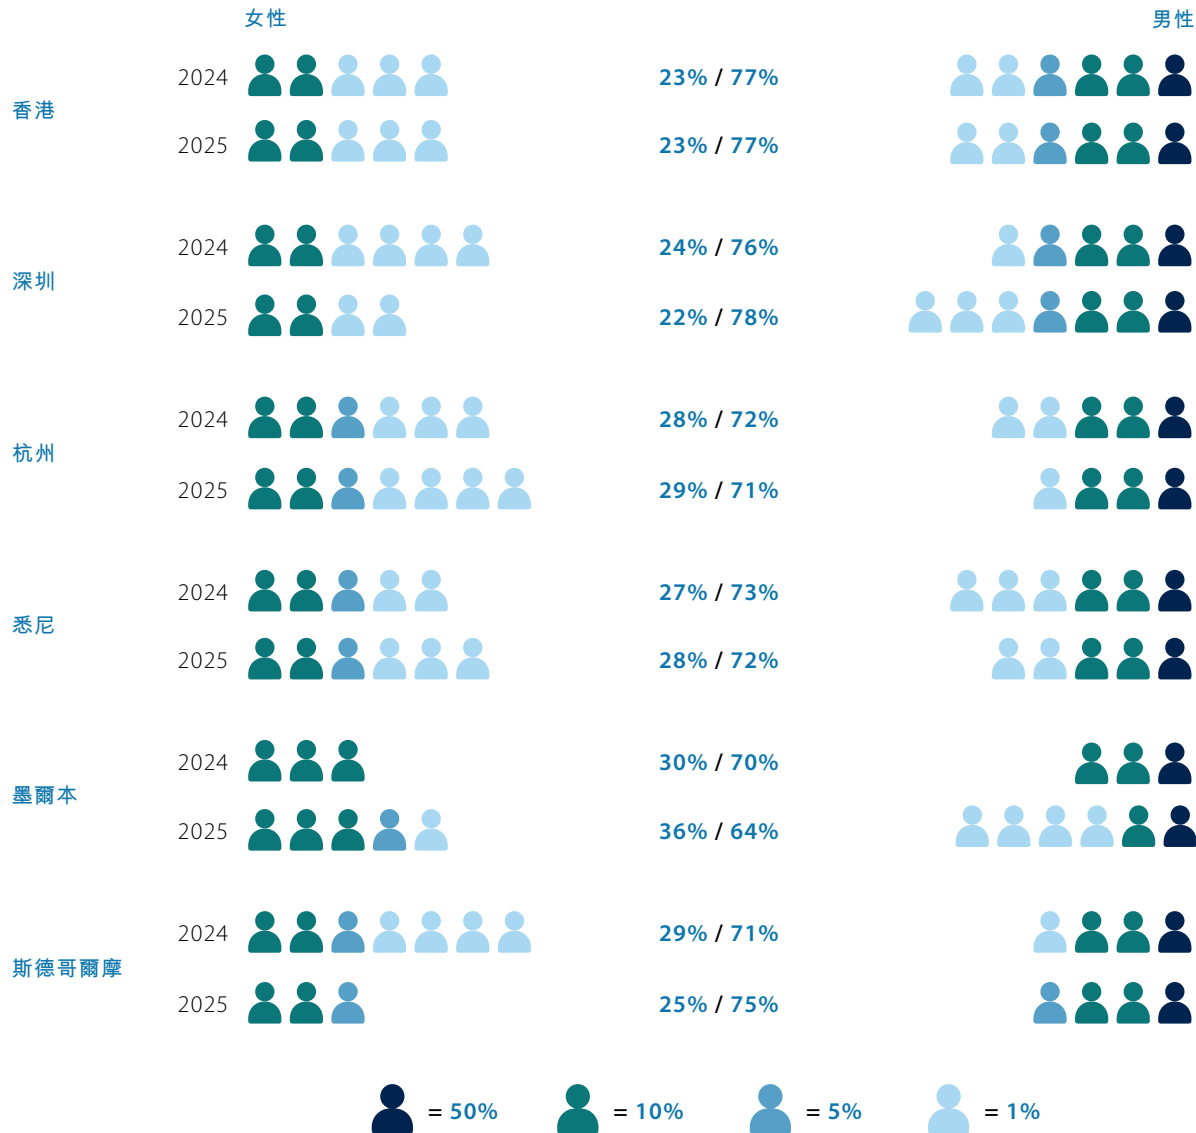 女性 男性
2024 23% / 77%
香港
2025 23% / 77%
2024 24% / 76%
深圳
2025 22% / 78%
2024 28% / 72%
杭州
2025 29% / 71%
2024 27% / 73%
悉尼
2025 28% / 72%
2024 30% / 70%
墨爾本
2025 36% / 64%
2024 29% / 71%
斯德哥爾摩
2025 25% / 75%
= 50% = 10% = 5% = 1%